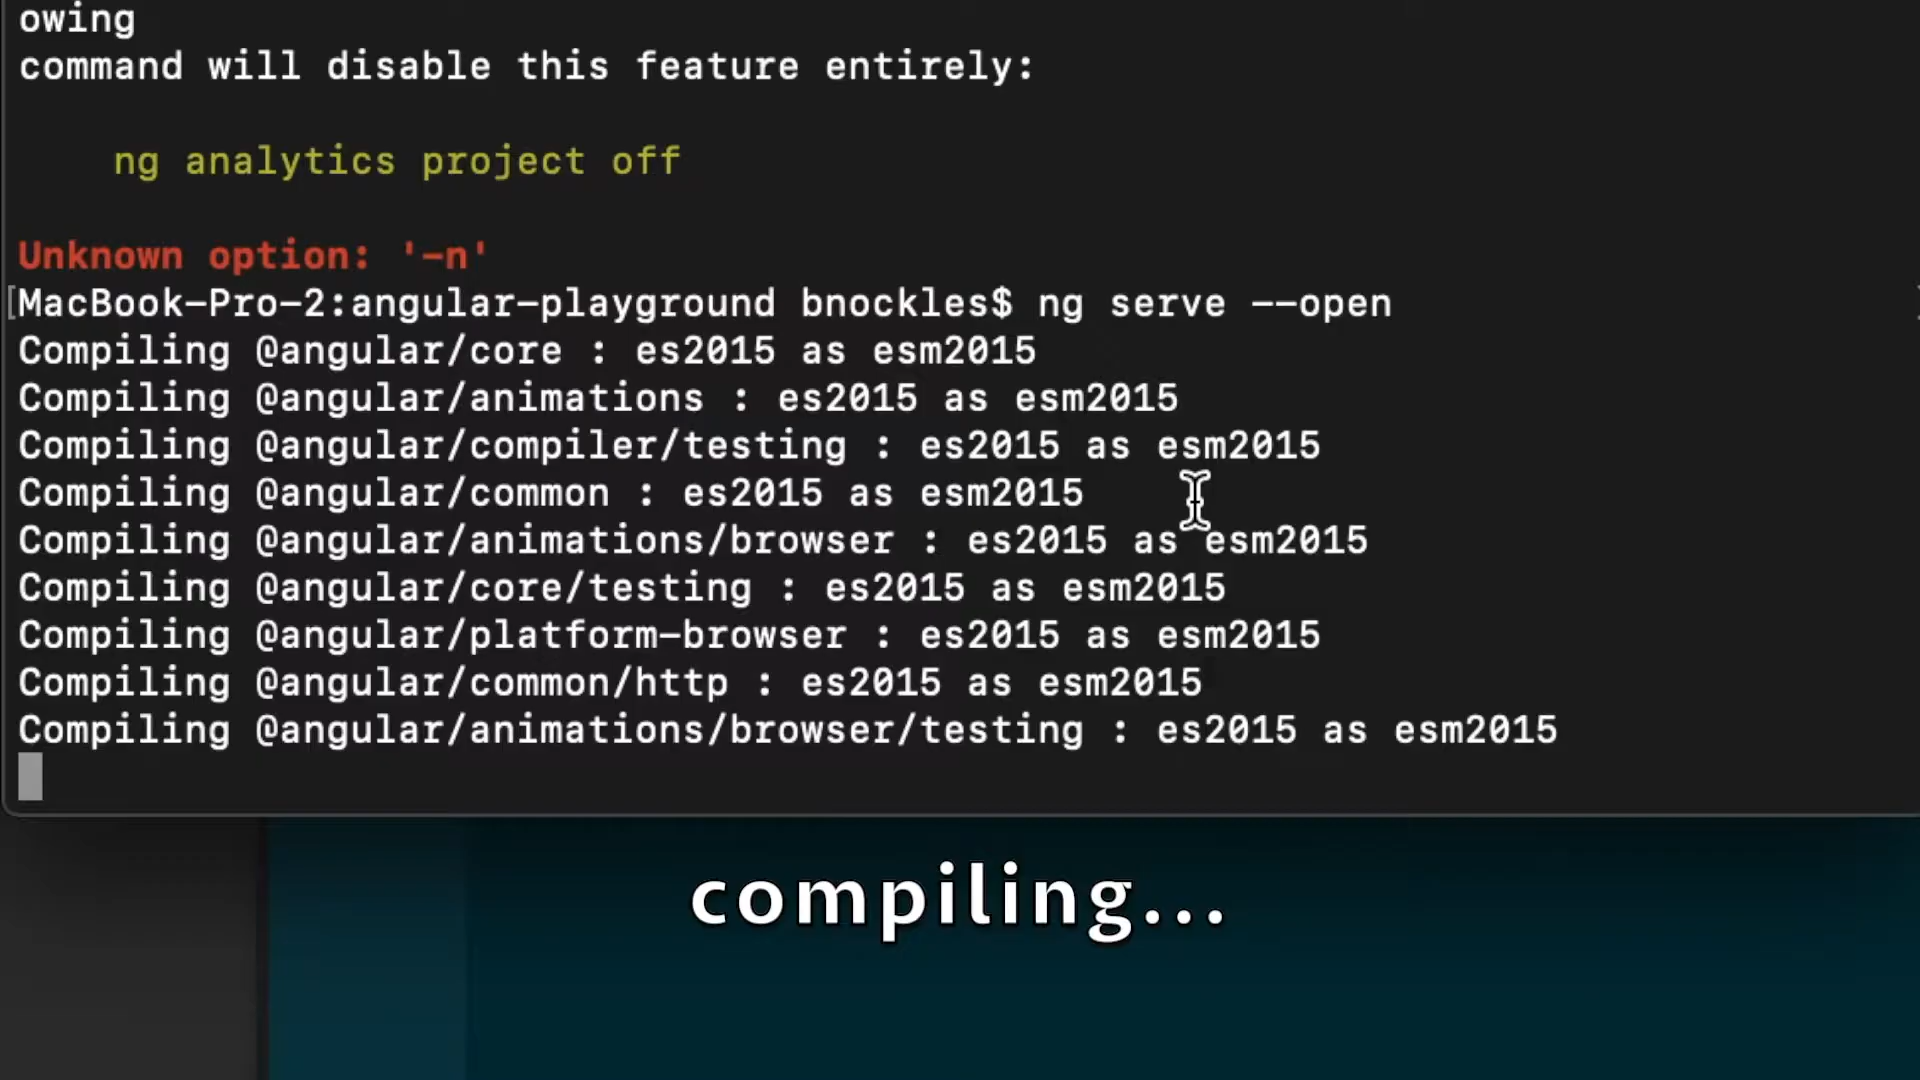 owing
command will disable this feature entirely:
ng analytics project off
Unknown option: '-n'
[MacBook-Pro-2:angular-playground bnockles$ ng serve --open
Compiling @angular/core : es2015 as esm2015
Compiling @angular/animations : es2015 as esm2015
Compiling @angular/compiler/testing : es2015 as esm2015
Compiling @angular/common : es2015 as esm2015
Compiling @angular/animations/browser : es2015 as esm2015
Compiling @angular/core/testing : es2015 as esm2015
Compiling @angular/platform-browser : es2015 as esm2015
Compiling @angular/common/http : es2015 as esm2015
Compiling @angular/animations/browser/testing : es2015 as esm2015
compiling...